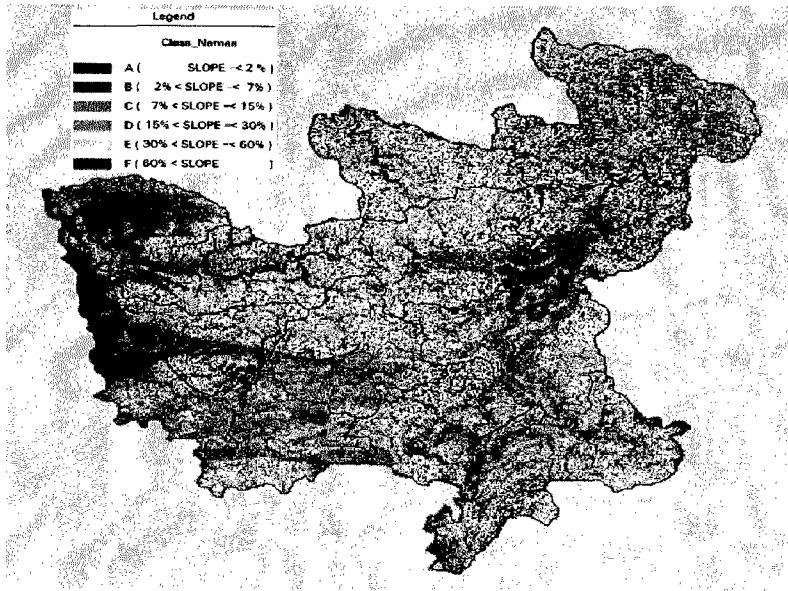 Legend
Class_Names
A ( SLOPE -< 2 % )
B ( 2% < SLOPE -< 7% )
C ( 7% < SLOPE -< 15% )
D ( 15% < SLOPE -< 30% )
E ( 30% < SLOPE -< 60% )
F ( 60% < SLOPE )